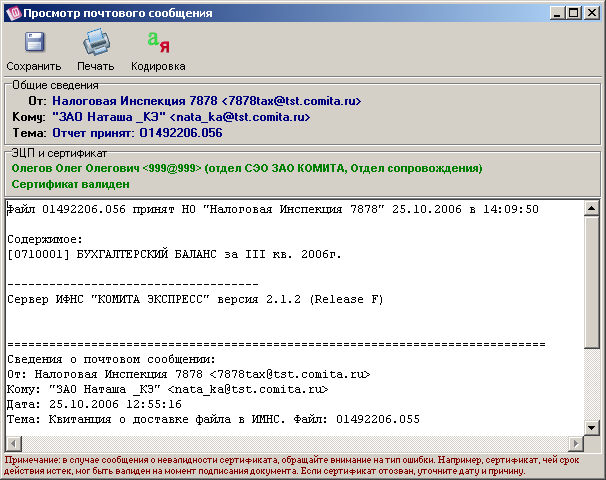 Просмотр почтового сообщения
Сохранить Печать Кодировка
Общие сведения
От: Налоговая Инспекция 7878 <7878tax@tst.comita.ru>
Кому: "ЗАО Наташа _КЭ" <nata_ka@tst.comita.ru>
Тема: Отчет принят: 01492206.056
ЭЦП и сертификат
Олегов Олег Олегович <999@999> (отдел СЭО ЗАО КОМИТА, Отдел сопровождения)
Сертификат валиден
Файл 01492206.056 принят НО "Налоговая Инспекция 7878" 25.10.2006 в 14:09:50
Содержимое:
[0710001] БУХГАЛТЕРСКИЙ БАЛАНС за III кв. 2006г.
------------------------------------
Сервер ИФНС "КОМИТА ЭКСПРЕСС" версия 2.1.2 (Release F)
=============================================================================
Сведения о почтовом сообщении:
От: Налоговая Инспекция 7878 <7878tax@tst.comita.ru>
Кому: "ЗАО Наташа _КЭ" <nata_ka@tst.comita.ru>
Дата: 25.10.2006 12:55:16
Тема: Квитанция о доставке файла в ИМНС. Файл: 01492206.055
Примечание: в случае сообщения о невалидности сертификата, обращайте внимание на тип ошибки. Например, сертификат, чей срок
действия истек, мог быть валиден на момент подписания документа. Если сертификат отозван, уточните дату и причину.